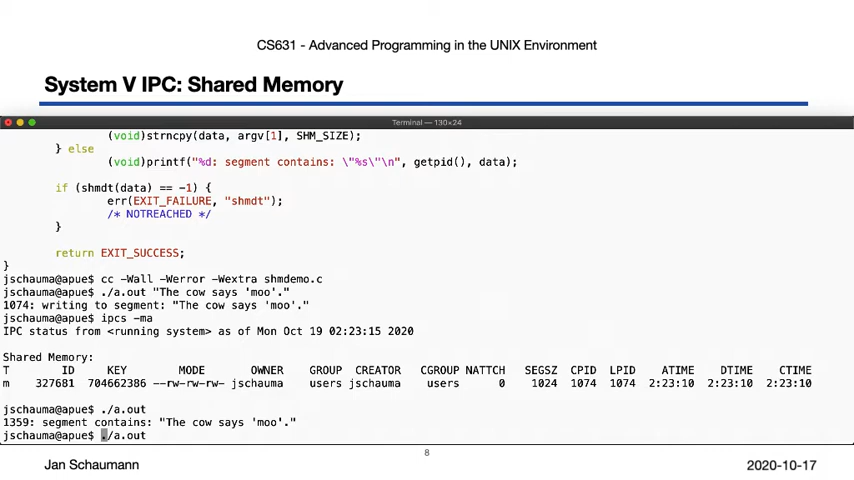 CS631 - Advanced Programming in the UNIX Environment
System V IPC: Shared Memory
Terminal — 130×24
(void)strncpy(data, argv[1], SHM_SIZE);
} else
(void)printf("%d: segment contains: \"%s\"\n", getpid(), data);
if (shmdt(data) == -1) {
err(EXIT_FAILURE, "shmdt");
/* NOTREACHED */
}
return EXIT_SUCCESS;
}
jschauma@apue$ cc -Wall -Werror -Wextra shmdemo.c
jschauma@apue$ ./a.out "The cow says 'moo'."
1074: writing to segment: "The cow says 'moo'."
jschauma@apue$ ipcs -ma
IPC status from <running system> as of Mon Oct 19 02:23:15 2020
Shared Memory:
T ID KEY MODE OWNER GROUP CREATOR CGROUP NATTCH SEGSZ CPID LPID ATIME DTIME CTIME
m 327681 704662386 --rw-rw-rw- jschauma users jschauma users 0 1024 1074 1074 2:23:10 2:23:10 2:23:10
jschauma@apue$ ./a.out
1359: segment contains: "The cow says 'moo'."
jschauma@apue$ ./a.out
8
Jan Schaumann
2020-10-17